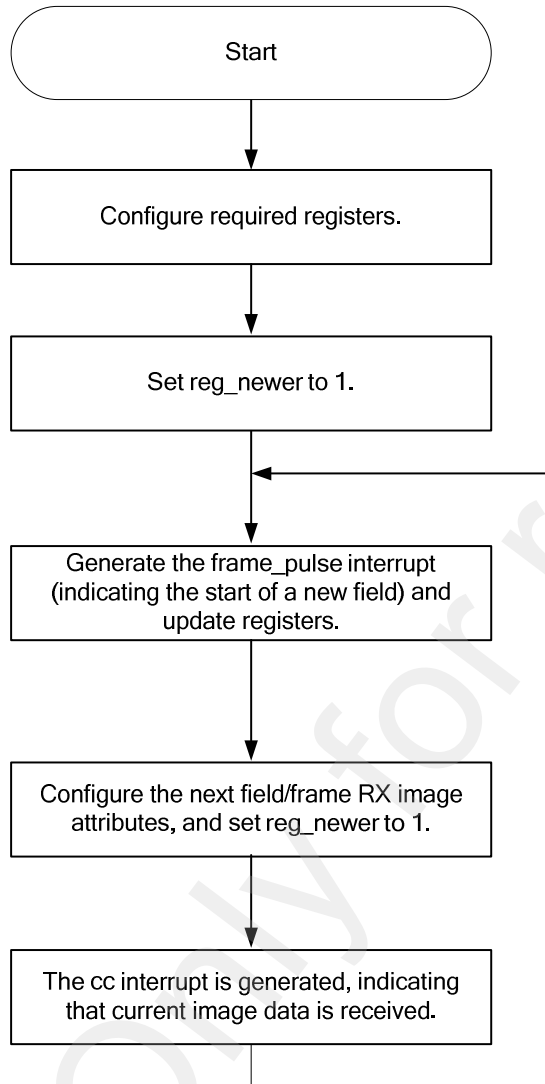 Start
Configure required registers.
Set reg_newer to 1.
Generate the frame_pulse interrupt
(indicating the start of a new field) and
update registers.
Configure the next field/frame RX image
attributes, and set reg_newer to 1.
The cc interrupt is generated, indicating
that current image data is received.
Only for